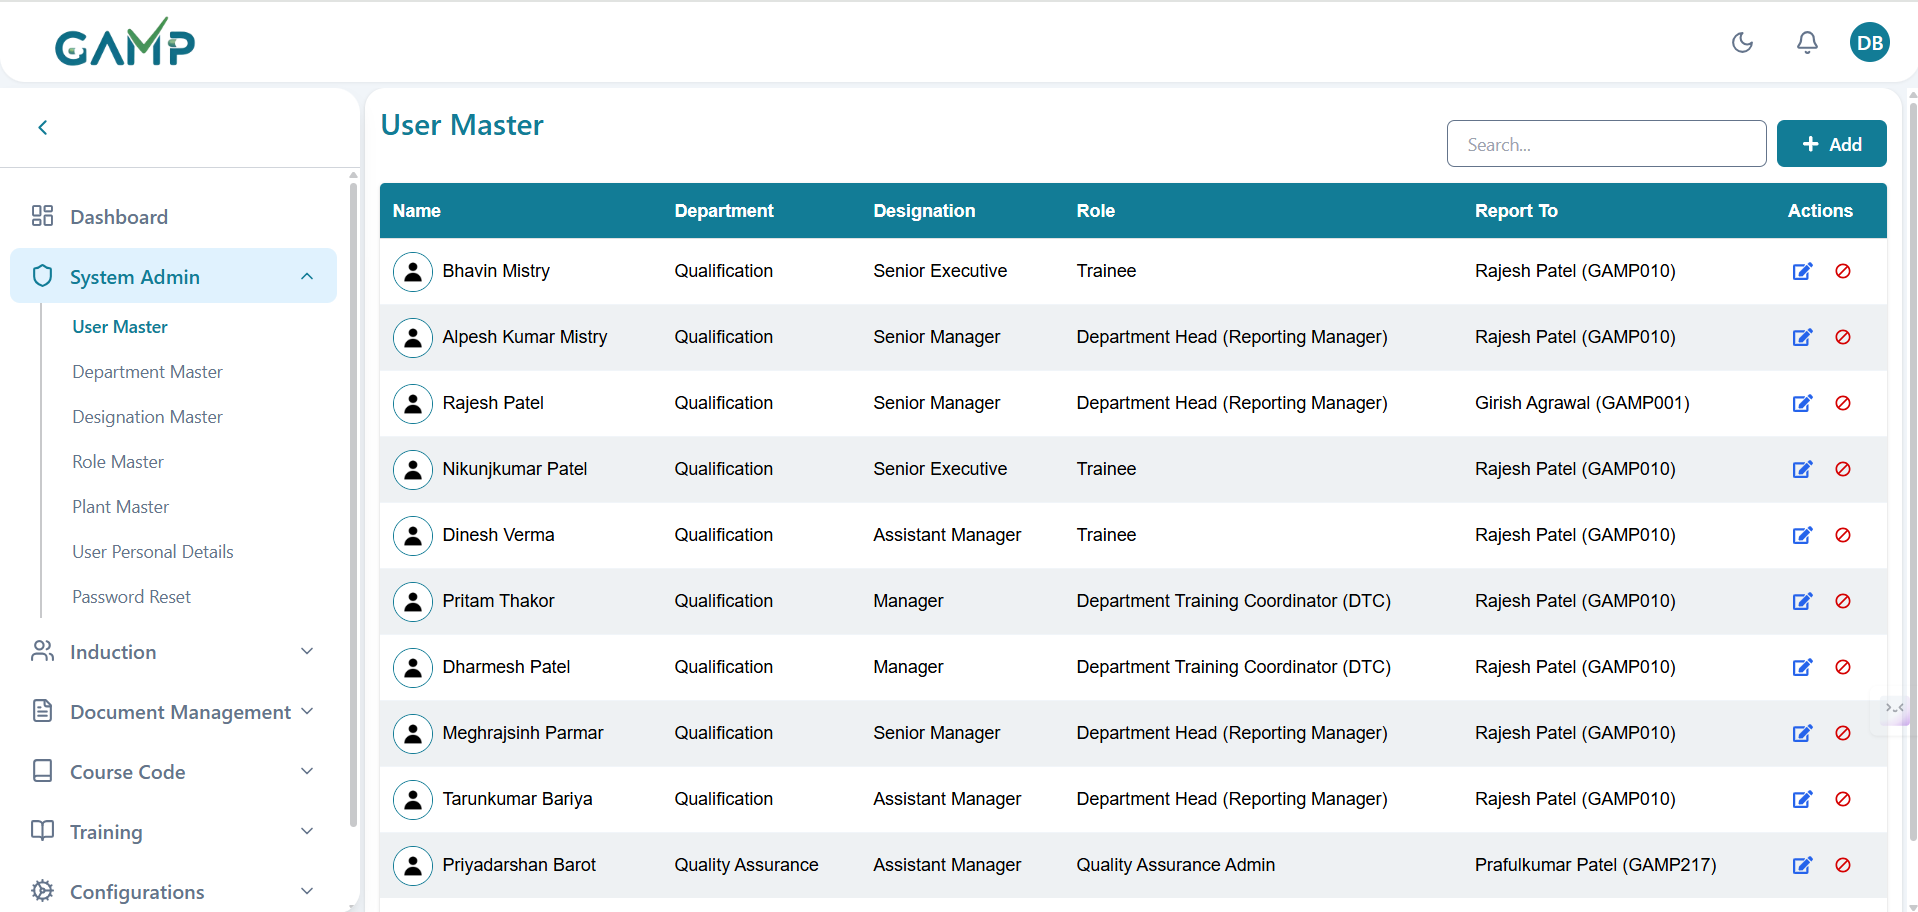 GAMP
DB
User Master
Search...
+ Add
Dashboard
System Admin
User Master
Department Master
Designation Master
Role Master
Plant Master
User Personal Details
Password Reset
Induction
Document Management
Course Code
Training
Configurations
Name Department Designation Role Report To Actions
Bhavin Mistry Qualification Senior Executive Trainee Rajesh Patel (GAMP010)
Alpesh Kumar Mistry Qualification Senior Manager Department Head (Reporting Manager) Rajesh Patel (GAMP010)
Rajesh Patel Qualification Senior Manager Department Head (Reporting Manager) Girish Agrawal (GAMP001)
Nikunjkumar Patel Qualification Senior Executive Trainee Rajesh Patel (GAMP010)
Dinesh Verma Qualification Assistant Manager Trainee Rajesh Patel (GAMP010)
Pritam Thakor Qualification Manager Department Training Coordinator (DTC) Rajesh Patel (GAMP010)
Dharmesh Patel Qualification Manager Department Training Coordinator (DTC) Rajesh Patel (GAMP010)
Meghrajsinh Parmar Qualification Senior Manager Department Head (Reporting Manager) Rajesh Patel (GAMP010)
Tarunkumar Bariya Qualification Assistant Manager Department Head (Reporting Manager) Rajesh Patel (GAMP010)
Priyadarshan Barot Quality Assurance Assistant Manager Quality Assurance Admin Prafulkumar Patel (GAMP217)